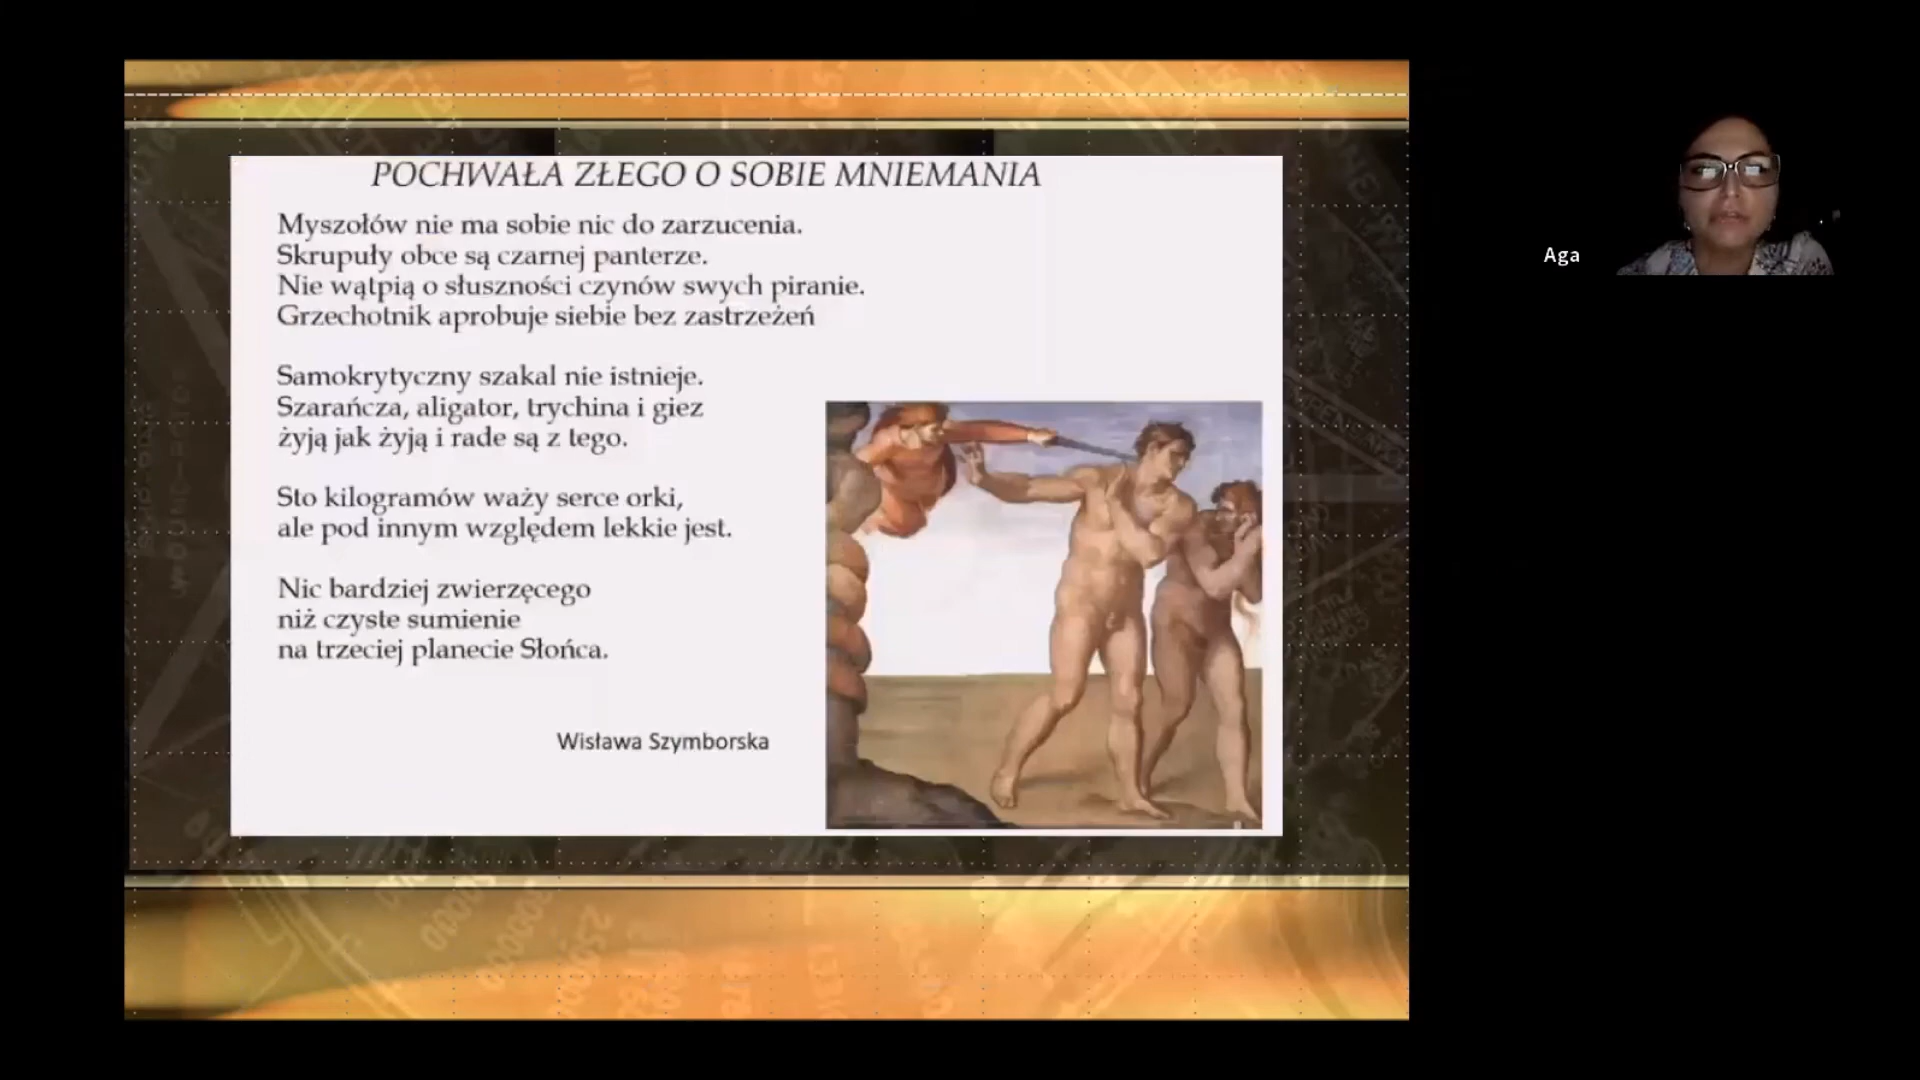 POCHWAŁA ZŁEGO O SOBIE MNIEMANIA
Myszołów nie ma sobie nic do zarzucenia.
Skrupuły obce są czarnej panterze.
Nie wątpią o słuszności czynów swych piranie.
Grzechotnik aprobuje siebie bez zastrzeżeń
Samokrytyczny szakal nie istnieje.
Szarańcza, aligator, trychina i giez
żyją jak żyją i rade są z tego.
Sto kilogramów waży serce orki,
ale pod innym względem lekkie jest.
Nic bardziej zwierzęcego
niż czyste sumienie
na trzeciej planecie Słońca.
Wisława Szymborska
Aga